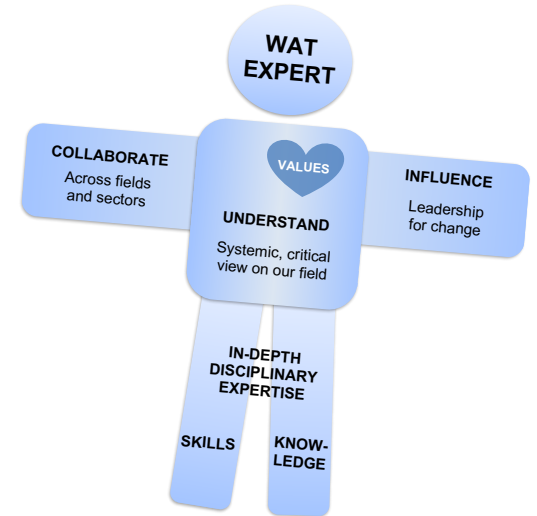 WAT
EXPERT
COLLABORATE
Across fields
and sectors
VALUES
UNDERSTAND
Systemic, critical
view on our field
INFLUENCE
Leadership
for change
IN-DEPTH
DISCIPLINARY
EXPERTISE
SKILLS
KNOW-
LEDGE